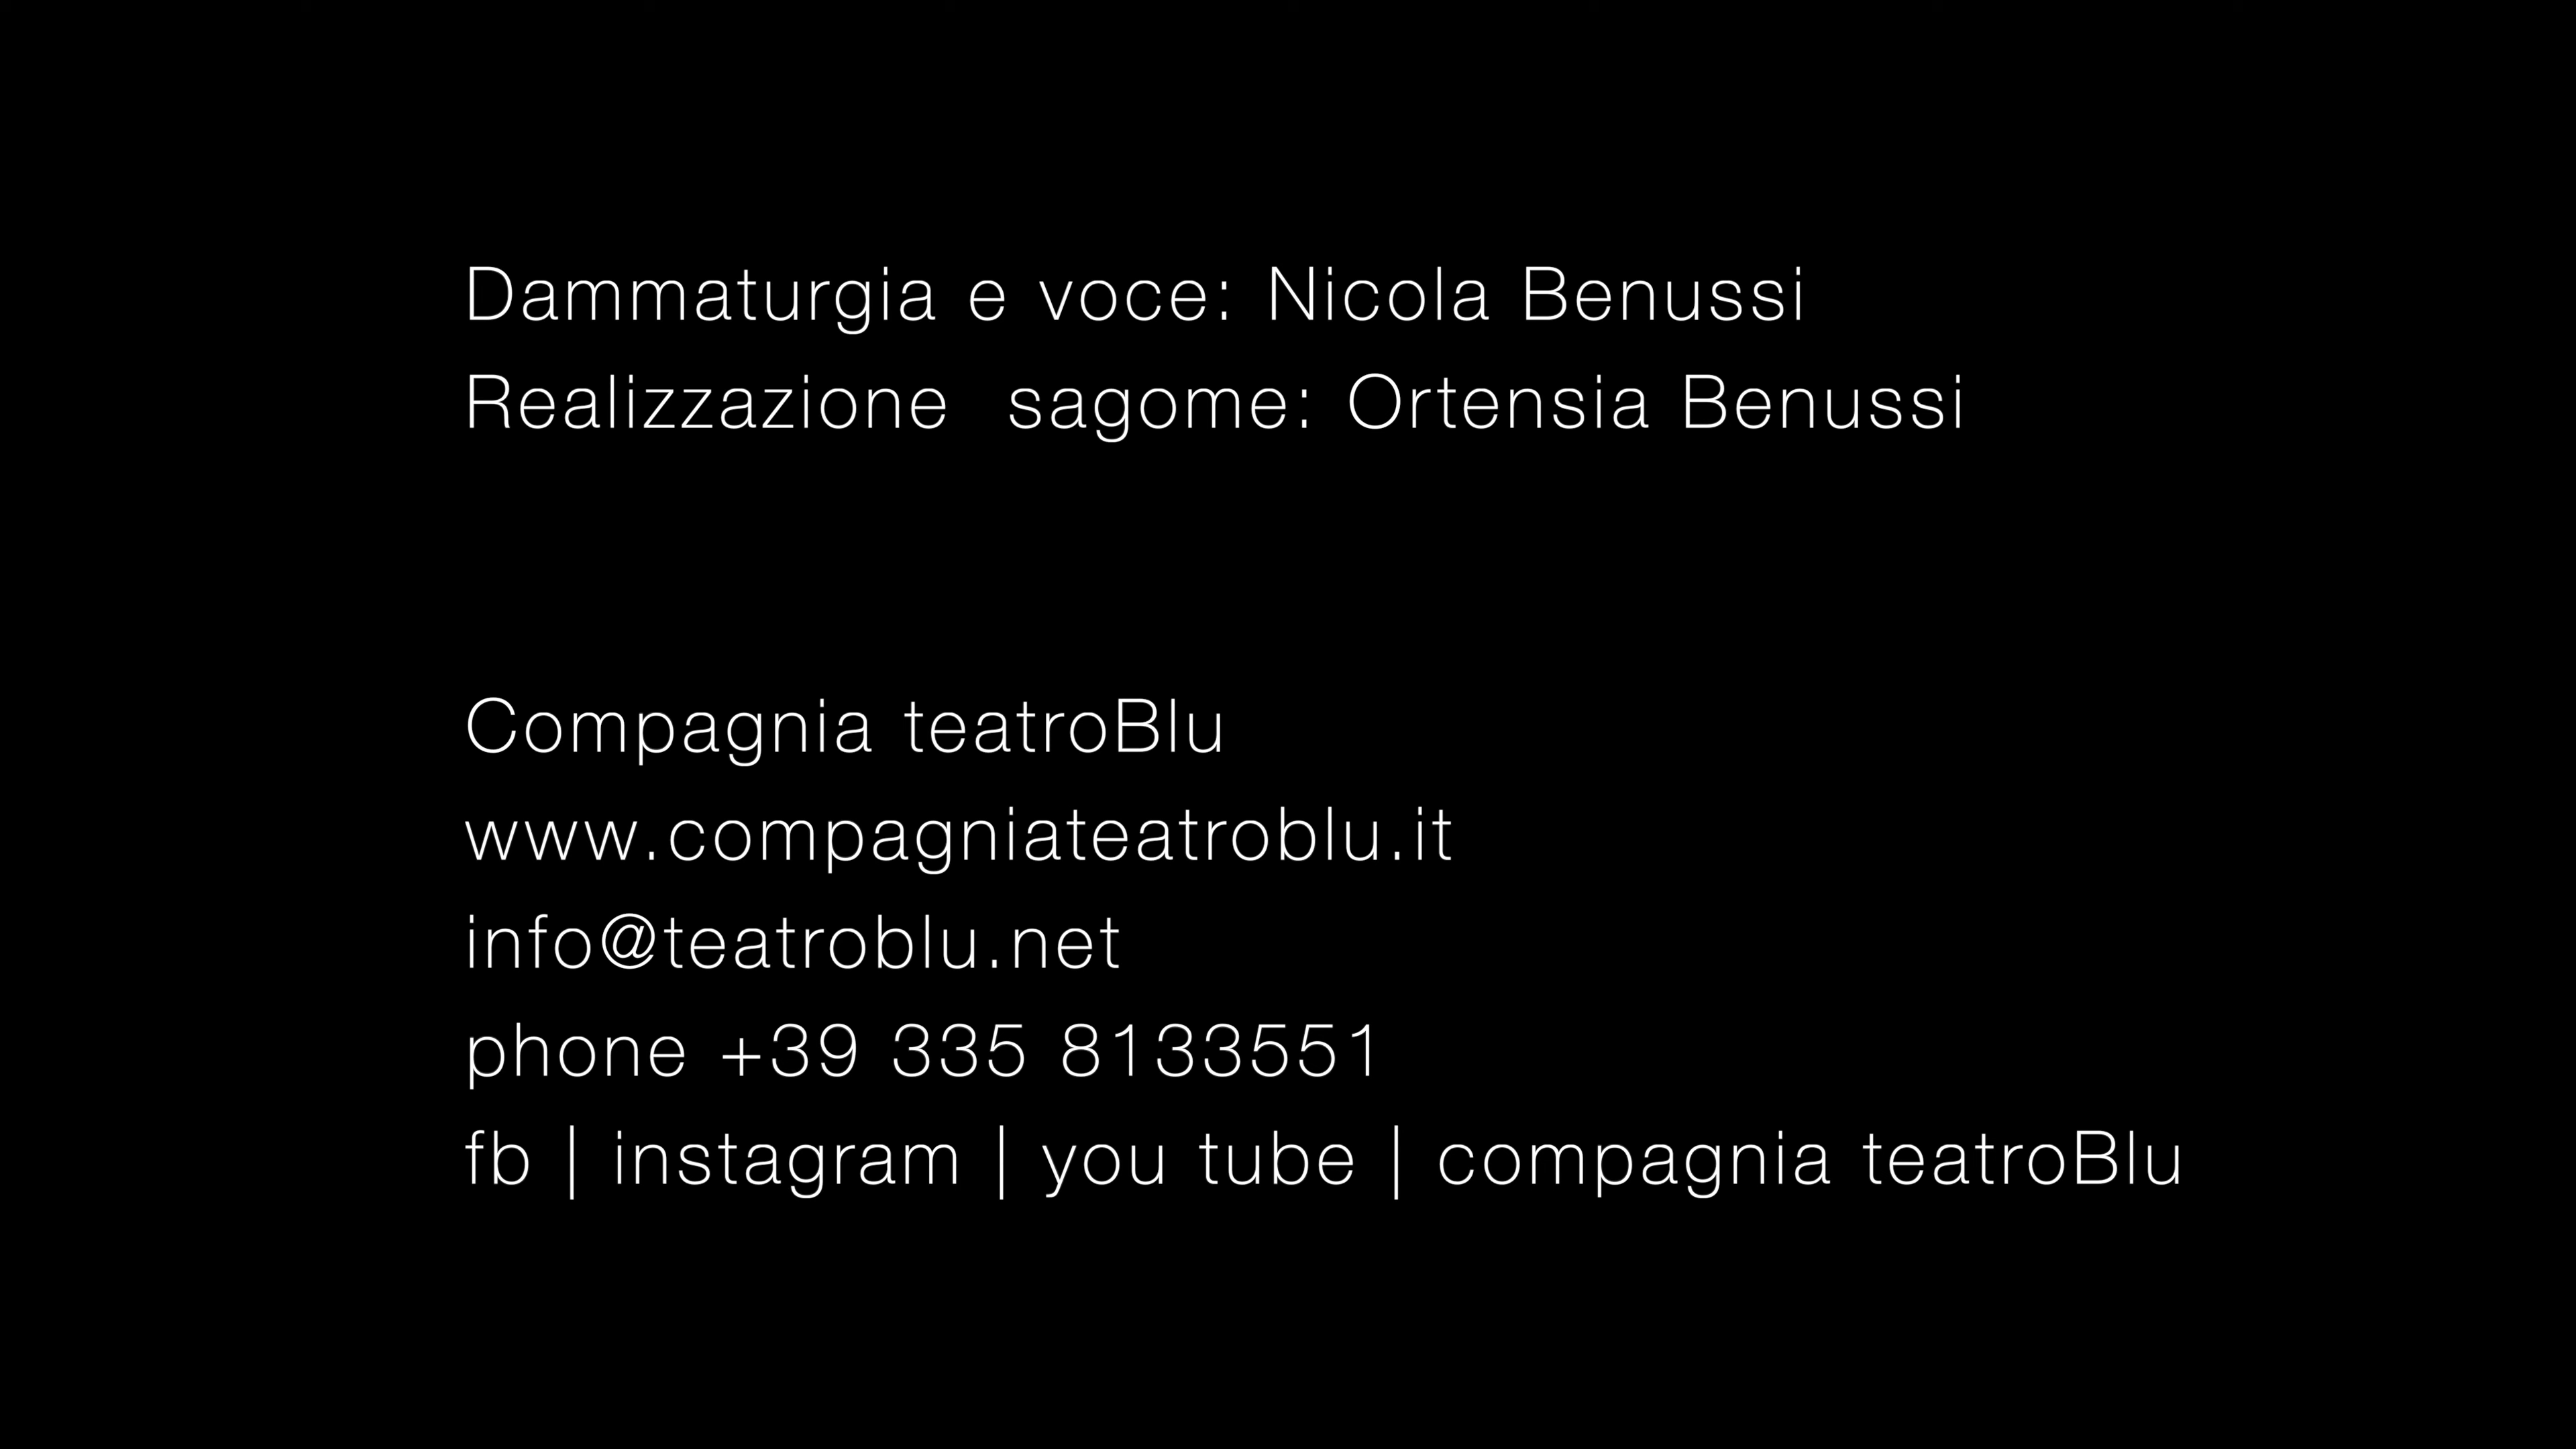 Dammaturgia e voce: Nicola Benussi
Realizzazione  sagome: Ortensia Benussi
Compagnia teatroBlu
www.compagniateatroblu.it
info@teatroblu.net
phone +39 335 8133551
fb | instagram | you tube | compagnia teatroBlu